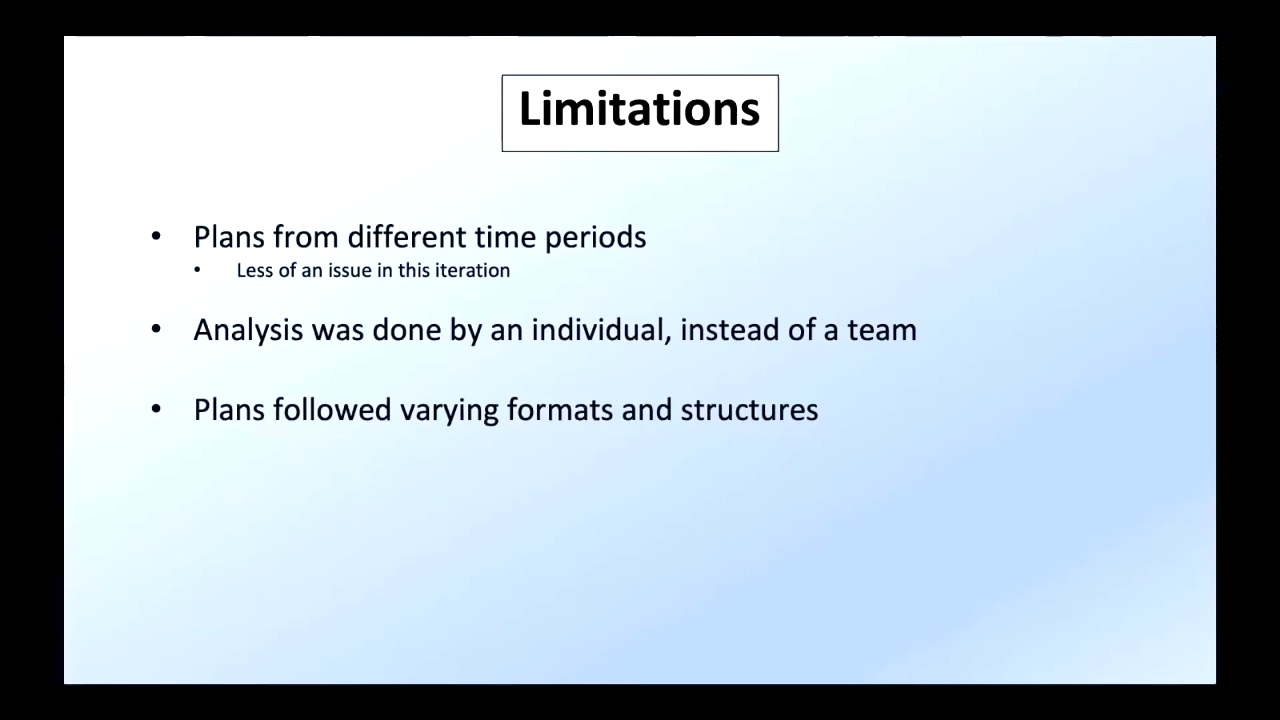 Limitations
• Plans from different time periods
• Less of an issue in this iteration
• Analysis was done by an individual, instead of a team
• Plans followed varying formats and structures